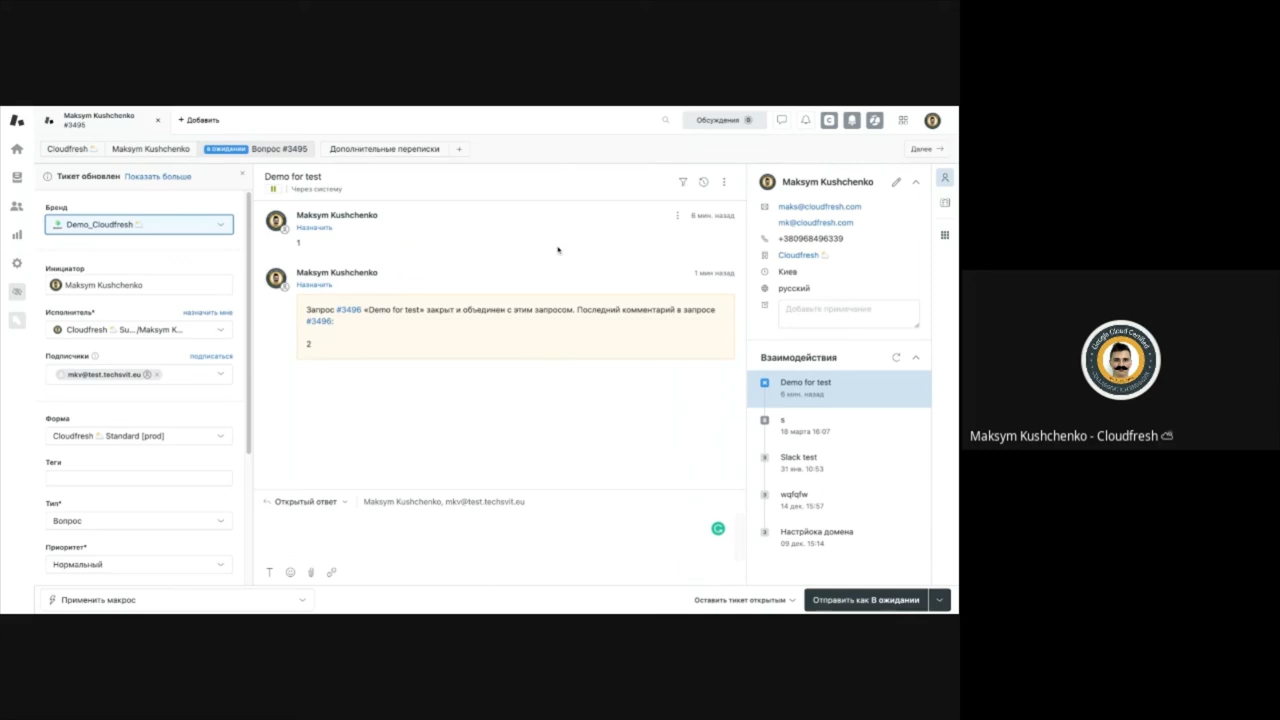 Maksym Kushchenko
#3495
+ Добавить
Обсуждения 0
Cloudfresh
Maksym Kushchenko
В ОЖИДАНИИ Вопрос #3495
Дополнительные переписки
+
Далее
Тикет обновлен Показать больше
Бренд
Demo_Cloudfresh
Инициатор
Maksym Kushchenko
Исполнитель* назначить мне
Cloudfresh Su.../Maksym K...
Подписчики подписаться
mkv@test.techsvit.eu
Форма
Cloudfresh Standard [prod]
Теги
Тип*
Вопрос
Приоритет*
Нормальный
Применить макрос
Demo for test
Через систему
Maksym Kushchenko 6 мин. назад
Назначить
1
Maksym Kushchenko 1 мин назад
Назначить
Запрос #3496 «Demo for test» закрыт и объединен с этим запросом. Последний комментарий в запросе
#3496:
2
Открытый ответ Maksym Kushchenko, mkv@test.techsvit.eu
Оставить тикет открытым
Отправить как В ожидании
Maksym Kushchenko
maks@cloudfresh.com
mk@cloudfresh.com
+380968496339
Cloudfresh
Киев
русский
Добавьте примечание
Взаимодействия
Demo for test
6 мин. назад
s
18 марта 16:07
Slack test
31 янв. 10:53
wqfqfw
14 дек. 15:57
Настрйока домена
09 дек. 15:14
Maksym Kushchenko - Cloudfresh